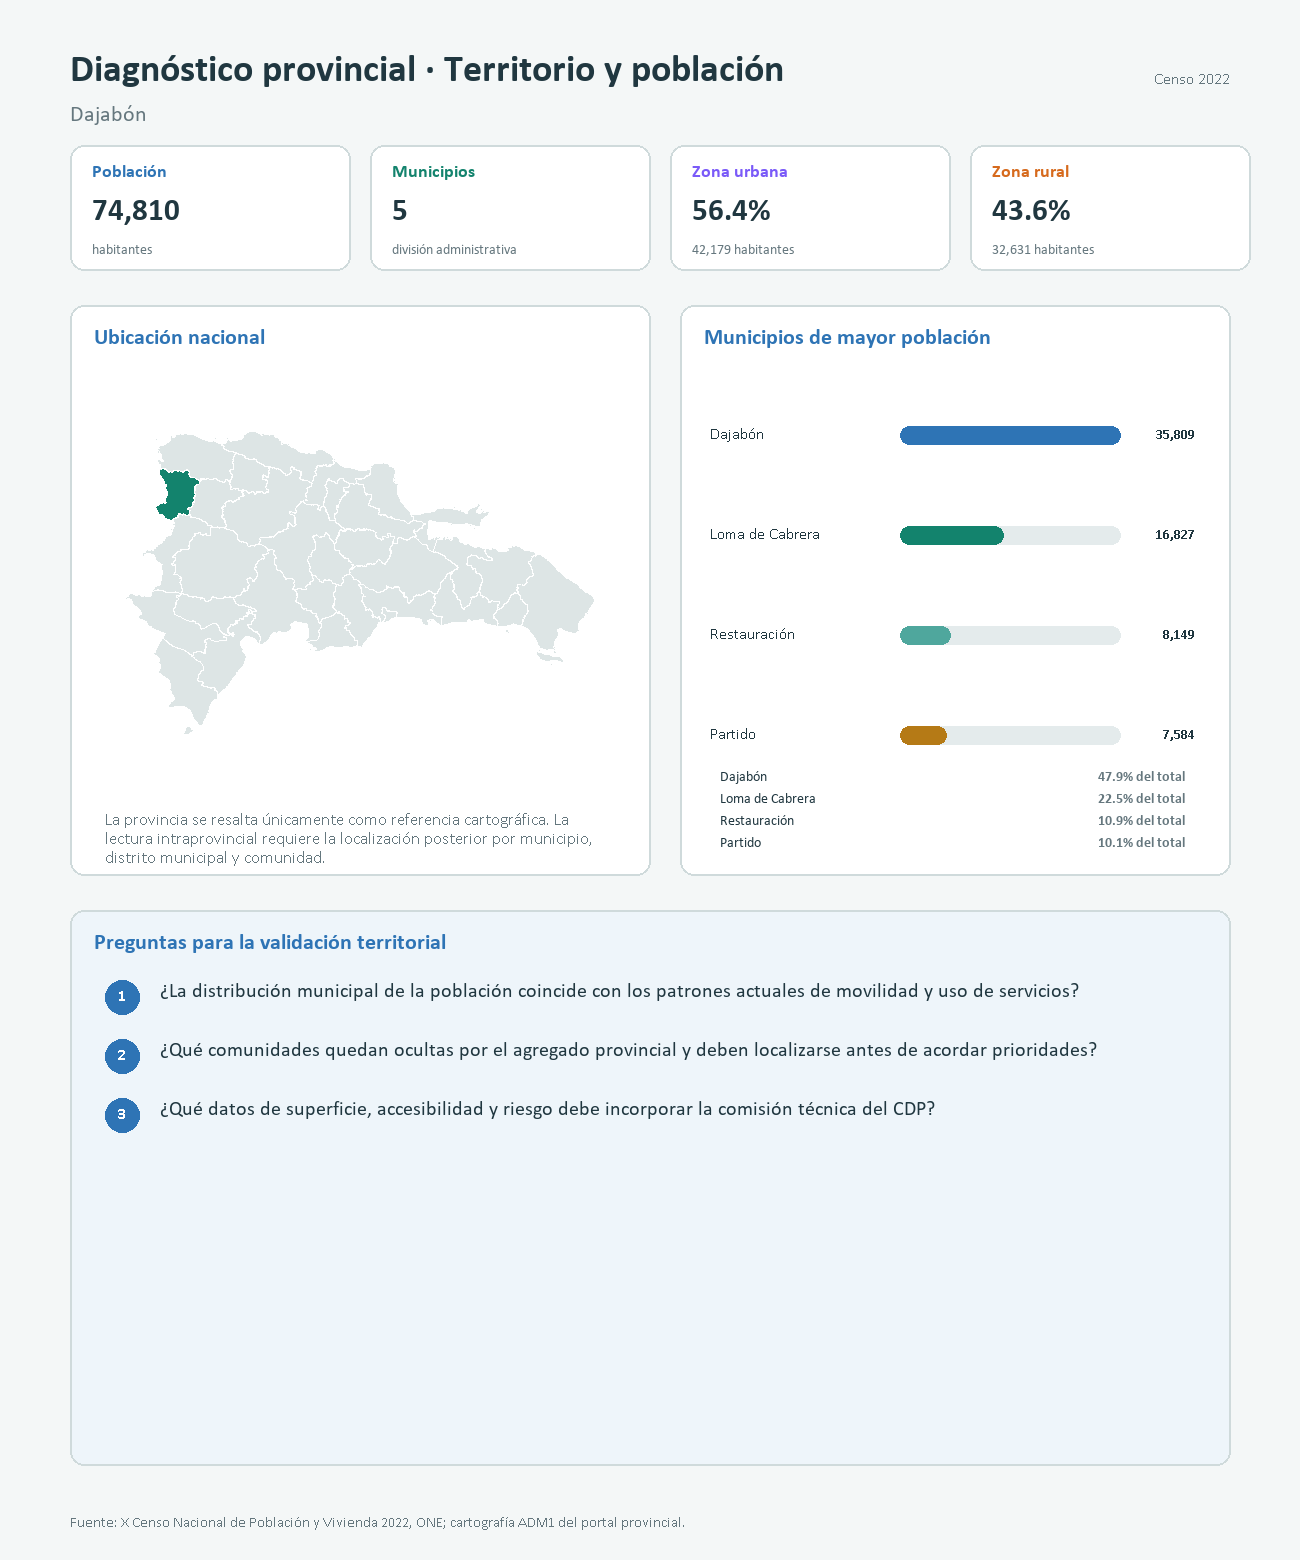 Diagnóstico provincial · Territorio y población
Censo 2022
Dajabón
Población
74,810
habitantes
Municipios
5
división administrativa
Zona urbana
56.4%
42,179 habitantes
Zona rural
43.6%
32,631 habitantes
Ubicación nacional
La provincia se resalta únicamente como referencia cartográfica. La
lectura intraprovincial requiere la localización posterior por municipio,
distrito municipal y comunidad.
Municipios de mayor población
Dajabón 35,809
Loma de Cabrera 16,827
Restauración 8,149
Partido 7,584
Dajabón 47.9% del total
Loma de Cabrera 22.5% del total
Restauración 10.9% del total
Partido 10.1% del total
Preguntas para la validación territorial
1 ¿La distribución municipal de la población coincide con los patrones actuales de movilidad y uso de servicios?
2 ¿Qué comunidades quedan ocultas por el agregado provincial y deben localizarse antes de acordar prioridades?
3 ¿Qué datos de superficie, accesibilidad y riesgo debe incorporar la comisión técnica del CDP?
Fuente: X Censo Nacional de Población y Vivienda 2022, ONE; cartografía ADM1 del portal provincial.